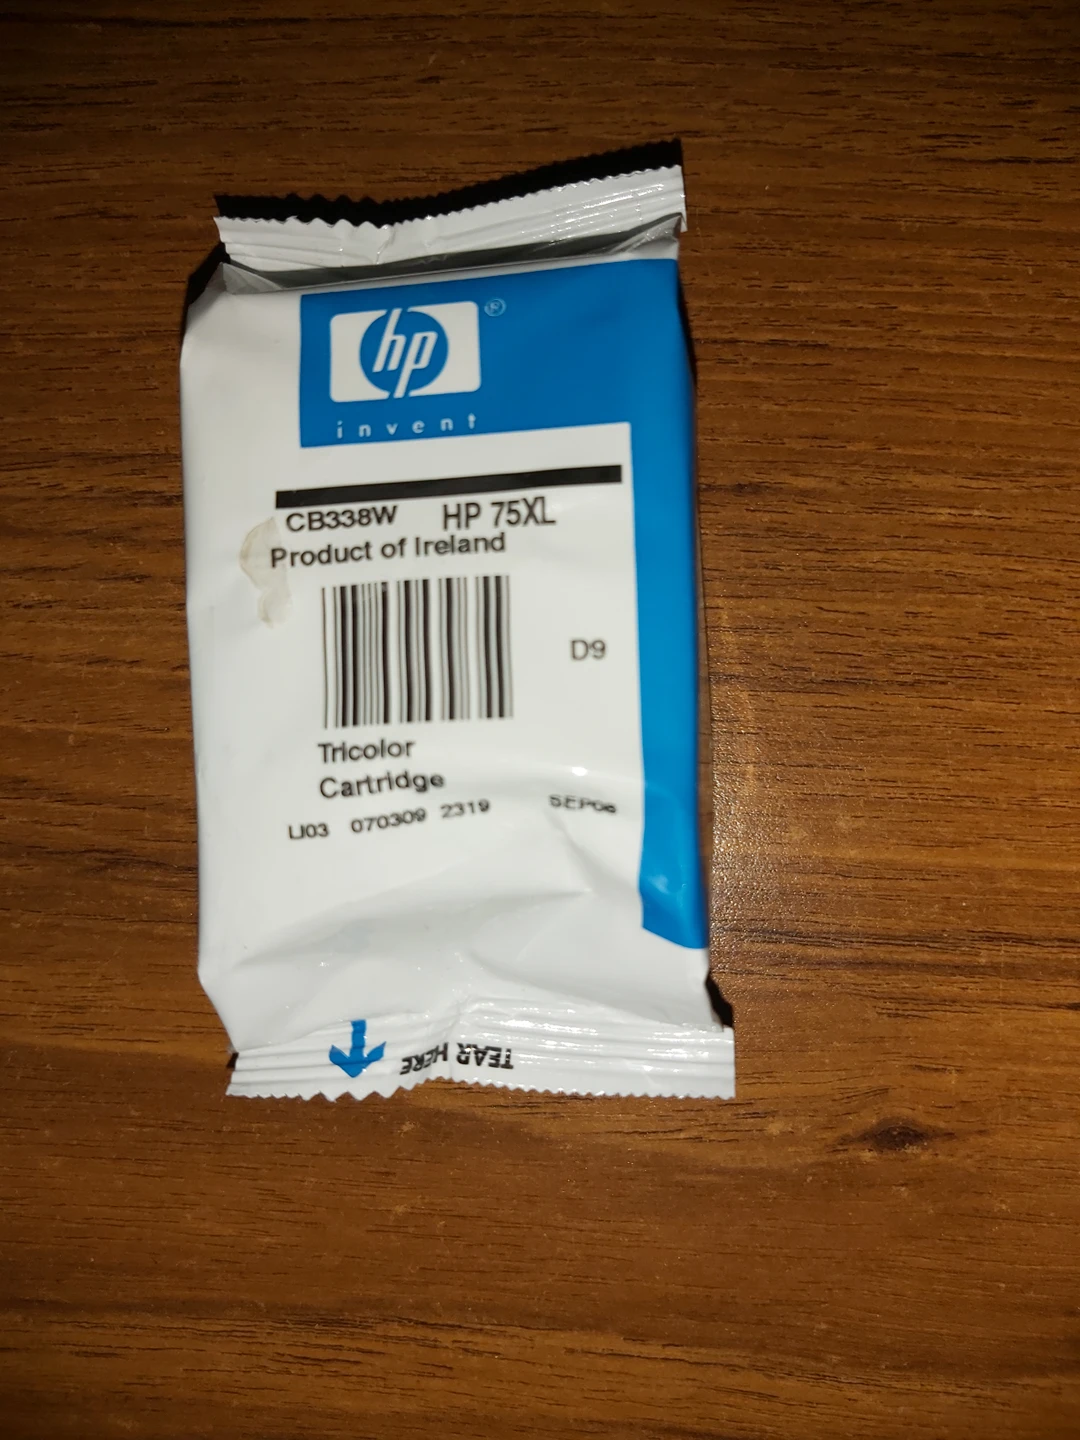 hp ®
invent
CB338W HP 75XL
Product of Ireland
D9
Tricolor
Cartridge
LI03 070309 2319
TEAR HERE